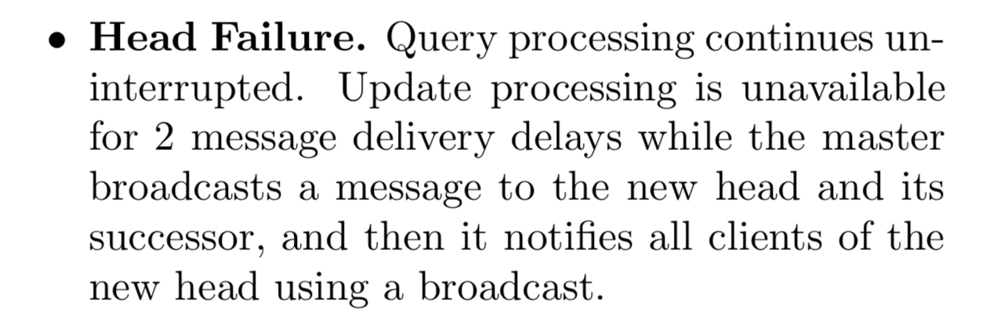 • Head Failure. Query processing continues un-
interrupted. Update processing is unavailable
for 2 message delivery delays while the master
broadcasts a message to the new head and its
successor, and then it notifies all clients of the
new head using a broadcast.